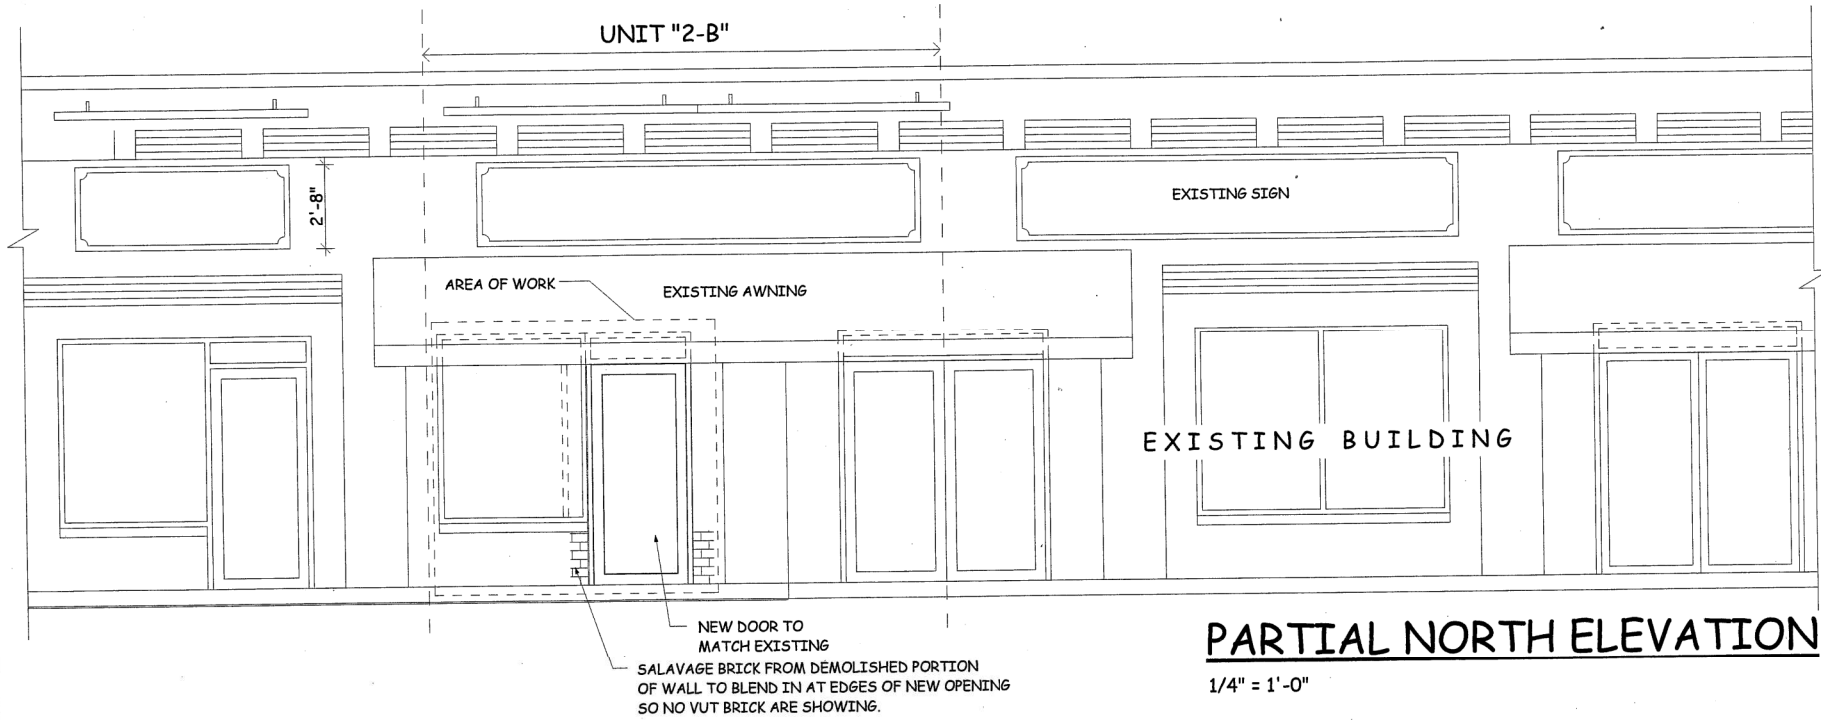 UNIT "2-B"
2'-8"
EXISTING SIGN
AREA OF WORK
EXISTING AWNING
EXISTING BUILDING
NEW DOOR TO
MATCH EXISTING
SALAVAGE BRICK FROM DEMOLISHED PORTION
OF WALL TO BLEND IN AT EDGES OF NEW OPENING
SO NO VUT BRICK ARE SHOWING.
PARTIAL NORTH ELEVATION
1/4" = 1'-0"